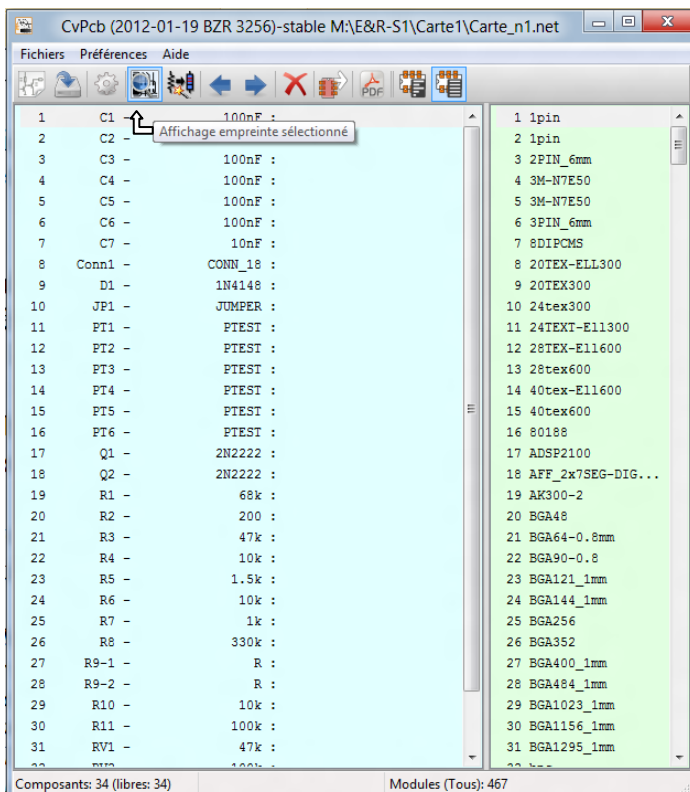 CvPcb (2012-01-19 BZR 3256)-stable M:\E&R-S1\Carte1\Carte_n1.net
Fichiers Préférences Aide
PDF
1 C1 - 100nF :
Affichage empreinte sélectionné
2 C2 -
3 C3 - 100nF :
4 C4 - 100nF :
5 C5 - 100nF :
6 C6 - 100nF :
7 C7 - 10nF :
8 Conn1 - CONN_18 :
9 D1 - 1N4148 :
10 JP1 - JUMPER :
11 PT1 - PTEST :
12 PT2 - PTEST :
13 PT3 - PTEST :
14 PT4 - PTEST :
15 PT5 - PTEST :
16 PT6 - PTEST :
17 Q1 - 2N2222 :
18 Q2 - 2N2222 :
19 R1 - 68k :
20 R2 - 200 :
21 R3 - 47k :
22 R4 - 10k :
23 R5 - 1.5k :
24 R6 - 10k :
25 R7 - 1k :
26 R8 - 330k :
27 R9-1 - R :
28 R9-2 - R :
29 R10 - 10k :
30 R11 - 100k :
31 RV1 - 47k :
1 1pin
2 1pin
3 2PIN_6mm
4 3M-N7E50
5 3M-N7E50
6 3PIN_6mm
7 8DIPCMS
8 20TEX-ELL300
9 20TEX300
10 24tex300
11 24TEXT-Ell300
12 28TEX-Ell600
13 28tex600
14 40tex-Ell600
15 40tex600
16 80188
17 ADSP2100
18 AFF_2x7SEG-DIG...
19 AK300-2
20 BGA48
21 BGA64-0.8mm
22 BGA90-0.8
23 BGA121_1mm
24 BGA144_1mm
25 BGA256
26 BGA352
27 BGA400_1mm
28 BGA484_1mm
29 BGA1023_1mm
30 BGA1156_1mm
31 BGA1295_1mm
Composants: 34 (libres: 34)
Modules (Tous): 467